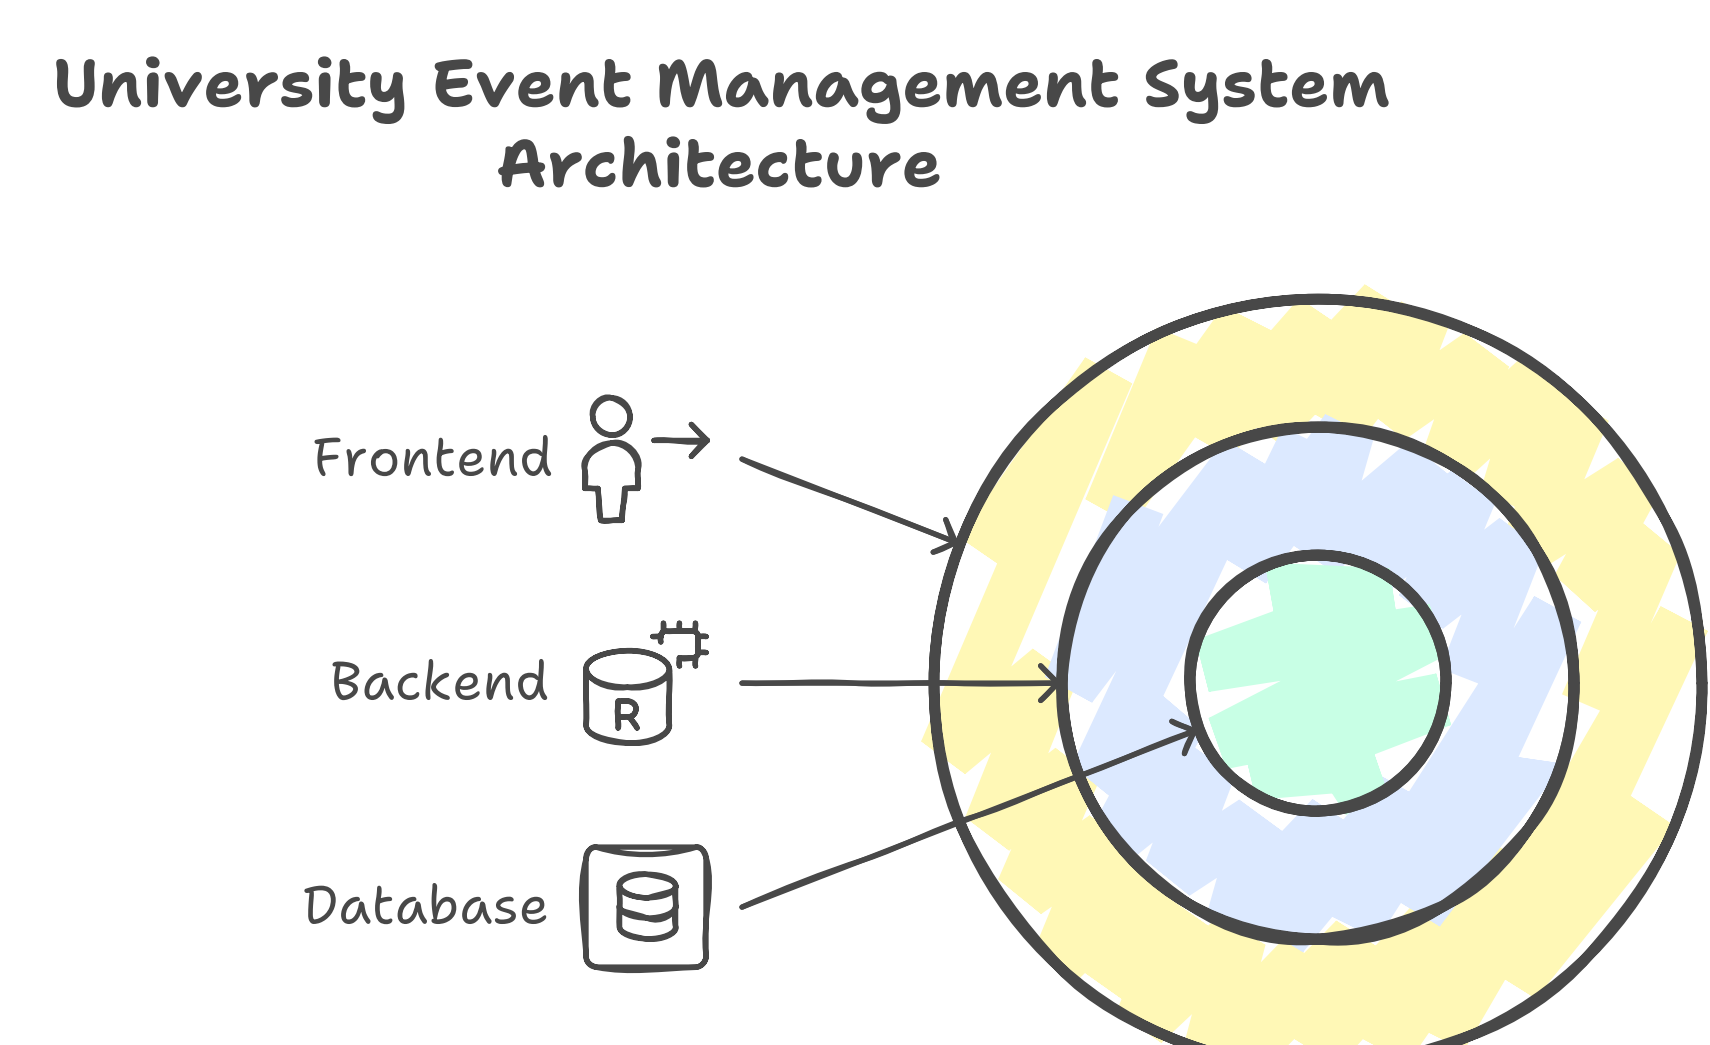 University Event Management System
Architecture
Frontend
Backend
R
Database